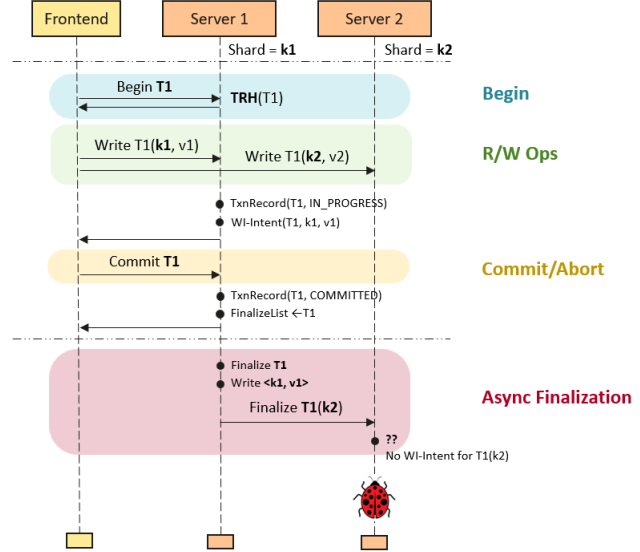 Frontend
Server 1
Server 2
Shard = k1
Shard = k2
Begin T1
TRH(T1)
Begin
Write T1(k1, v1)
Write T1(k2, v2)
R/W Ops
TxnRecord(T1, IN_PROGRESS)
WI-Intent(T1, k1, v1)
Commit T1
Commit/Abort
TxnRecord(T1, COMMITTED)
FinalizeList ←T1
Finalize T1
Write <k1, v1>
Async Finalization
Finalize T1(k2)
??
No WI-Intent for T1(k2)